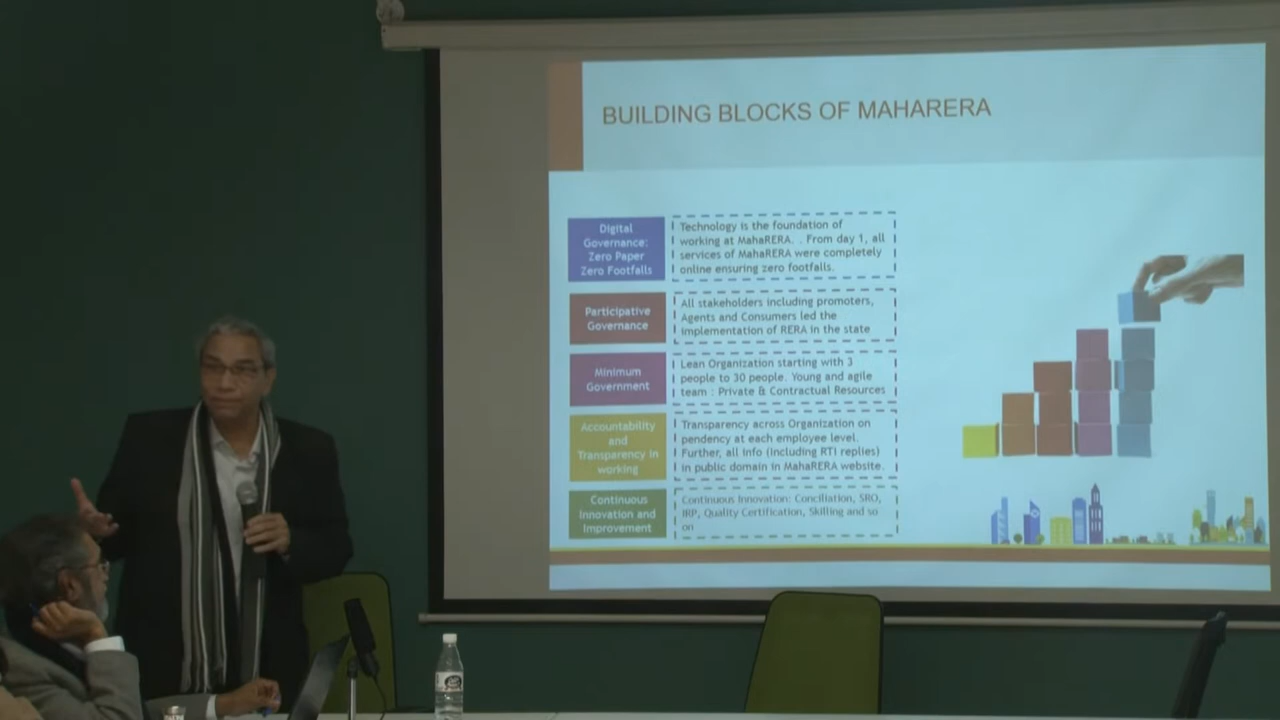 BUILDING BLOCKS OF MAHARERA
Digital
Governance:
Zero Paper
Zero Footfalls
Technology is the foundation of
working at MahaRERA. . From day 1, all
services of MahaRERA were completely
online ensuring zero footfalls.
Participative
Governance
All stakeholders including promoters,
Agents and Consumers led the
implementation of RERA in the state
Minimum
Government
Lean Organization starting with 3
people to 30 people. Young and agile
team : Private & Contractual Resources
Accountability
and
Transparency in
working
Transparency across Organization on
pendency at each employee level.
Further, all info (including RTI replies)
in public domain in MahaRERA website.
Continuous
Innovation and
Improvement
Continuous Innovation: Conciliation, SRO,
IRP, Quality Certification, Skilling and so
on